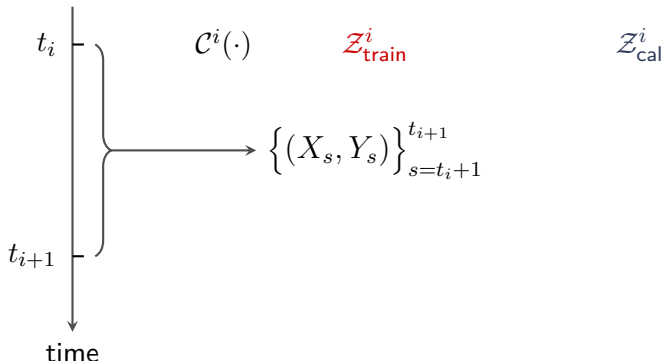 t_i 𝒞^i(·) 𝒵^i_train 𝒵^i_cal
{(X_s, Y_s)}^{t_{i+1}}_{s=t_i+1}
t_{i+1}
time